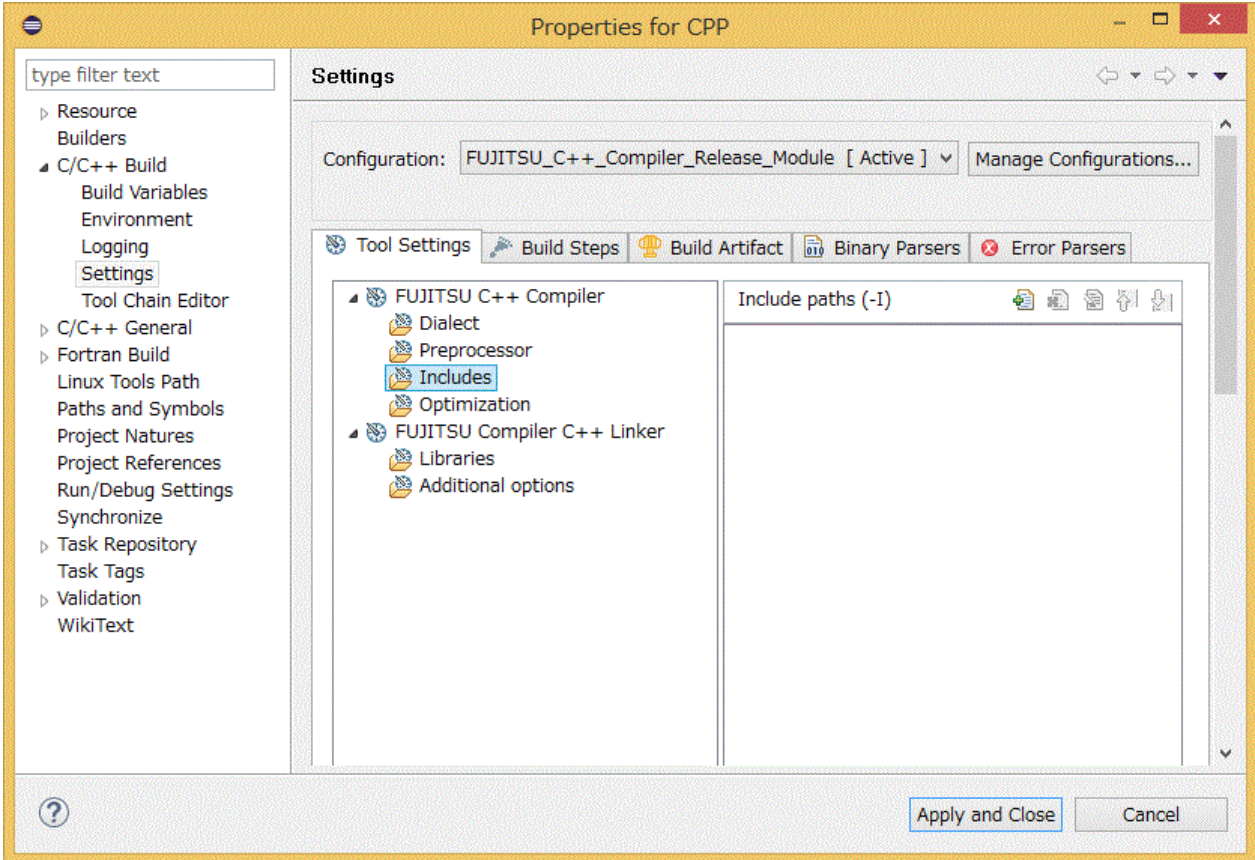 Properties for CPP
type filter text
Resource
Builders
C/C++ Build
Build Variables
Environment
Logging
Settings
Tool Chain Editor
C/C++ General
Fortran Build
Linux Tools Path
Paths and Symbols
Project Natures
Project References
Run/Debug Settings
Synchronize
Task Repository
Task Tags
Validation
WikiText
Settings
Configuration: FUJITSU_C++_Compiler_Release_Module [ Active ] Manage Configurations...
Tool Settings Build Steps Build Artifact Binary Parsers Error Parsers
FUJITSU C++ Compiler
Dialect
Preprocessor
Includes
Optimization
FUJITSU Compiler C++ Linker
Libraries
Additional options
Include paths (-I)
Apply and Close Cancel